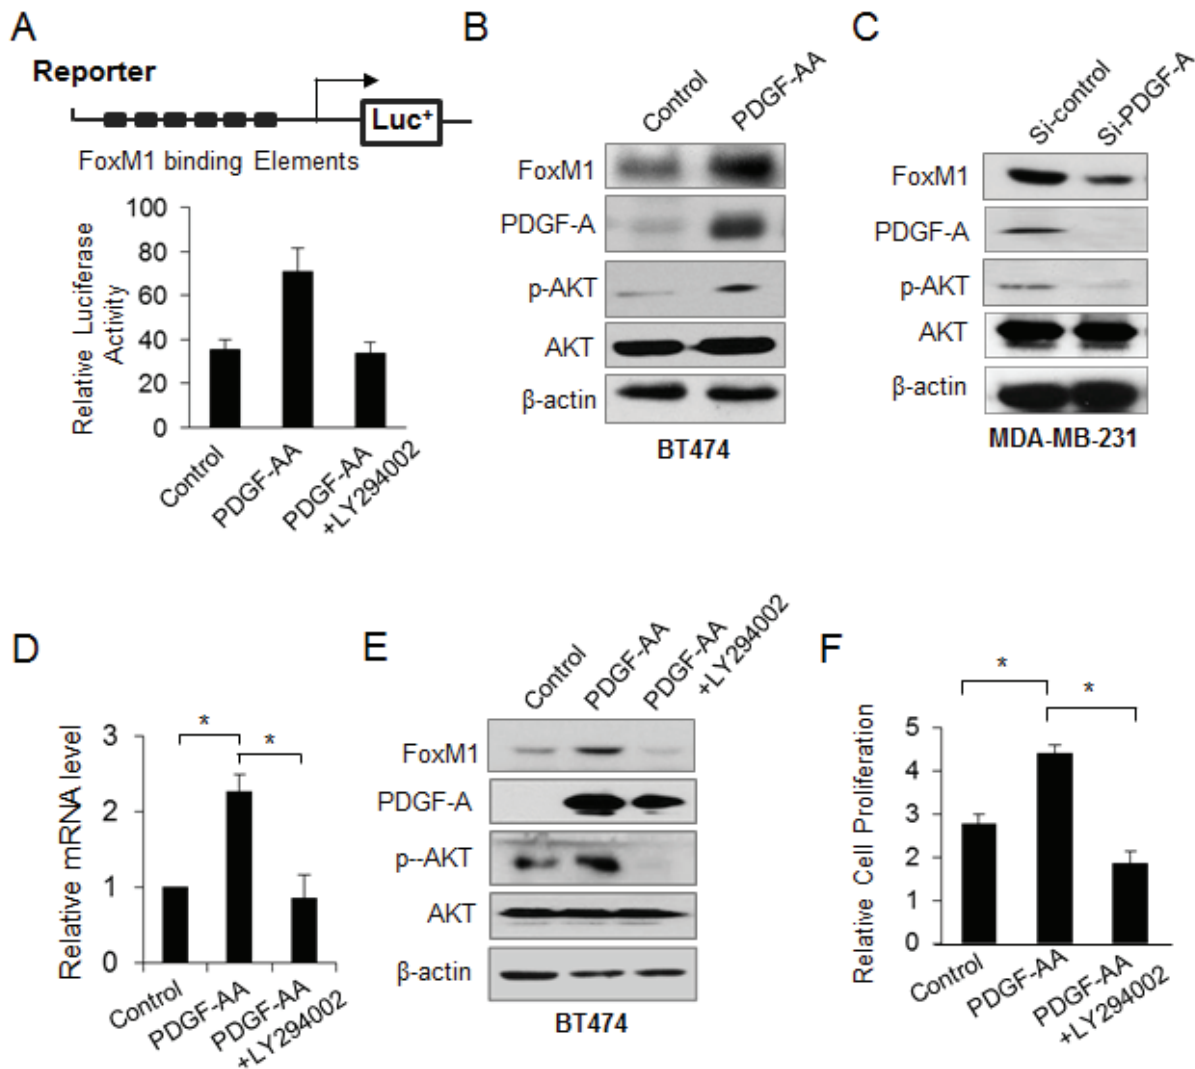 A
Reporter
Luc+
FoxM1 binding Elements
Relative Luciferase
Activity
100
80
60
40
20
0
Control
PDGF-AA
PDGF-AA
+LY294002
B
Control
PDGF-AA
FoxM1
PDGF-A
p-AKT
AKT
β-actin
BT474
C
Si-control
Si-PDGF-A
FoxM1
PDGF-A
p-AKT
AKT
β-actin
MDA-MB-231
D
Relative mRNA level
3
2
1
0
*
*
Control
PDGF-AA
PDGF-AA
+LY294002
E
Control
PDGF-AA
PDGF-AA
+LY294002
FoxM1
PDGF-A
p--AKT
AKT
β-actin
BT474
F
Relative Cell Proliferation
5
4
3
2
1
0
*
*
Control
PDGF-AA
PDGF-AA
+LY294002